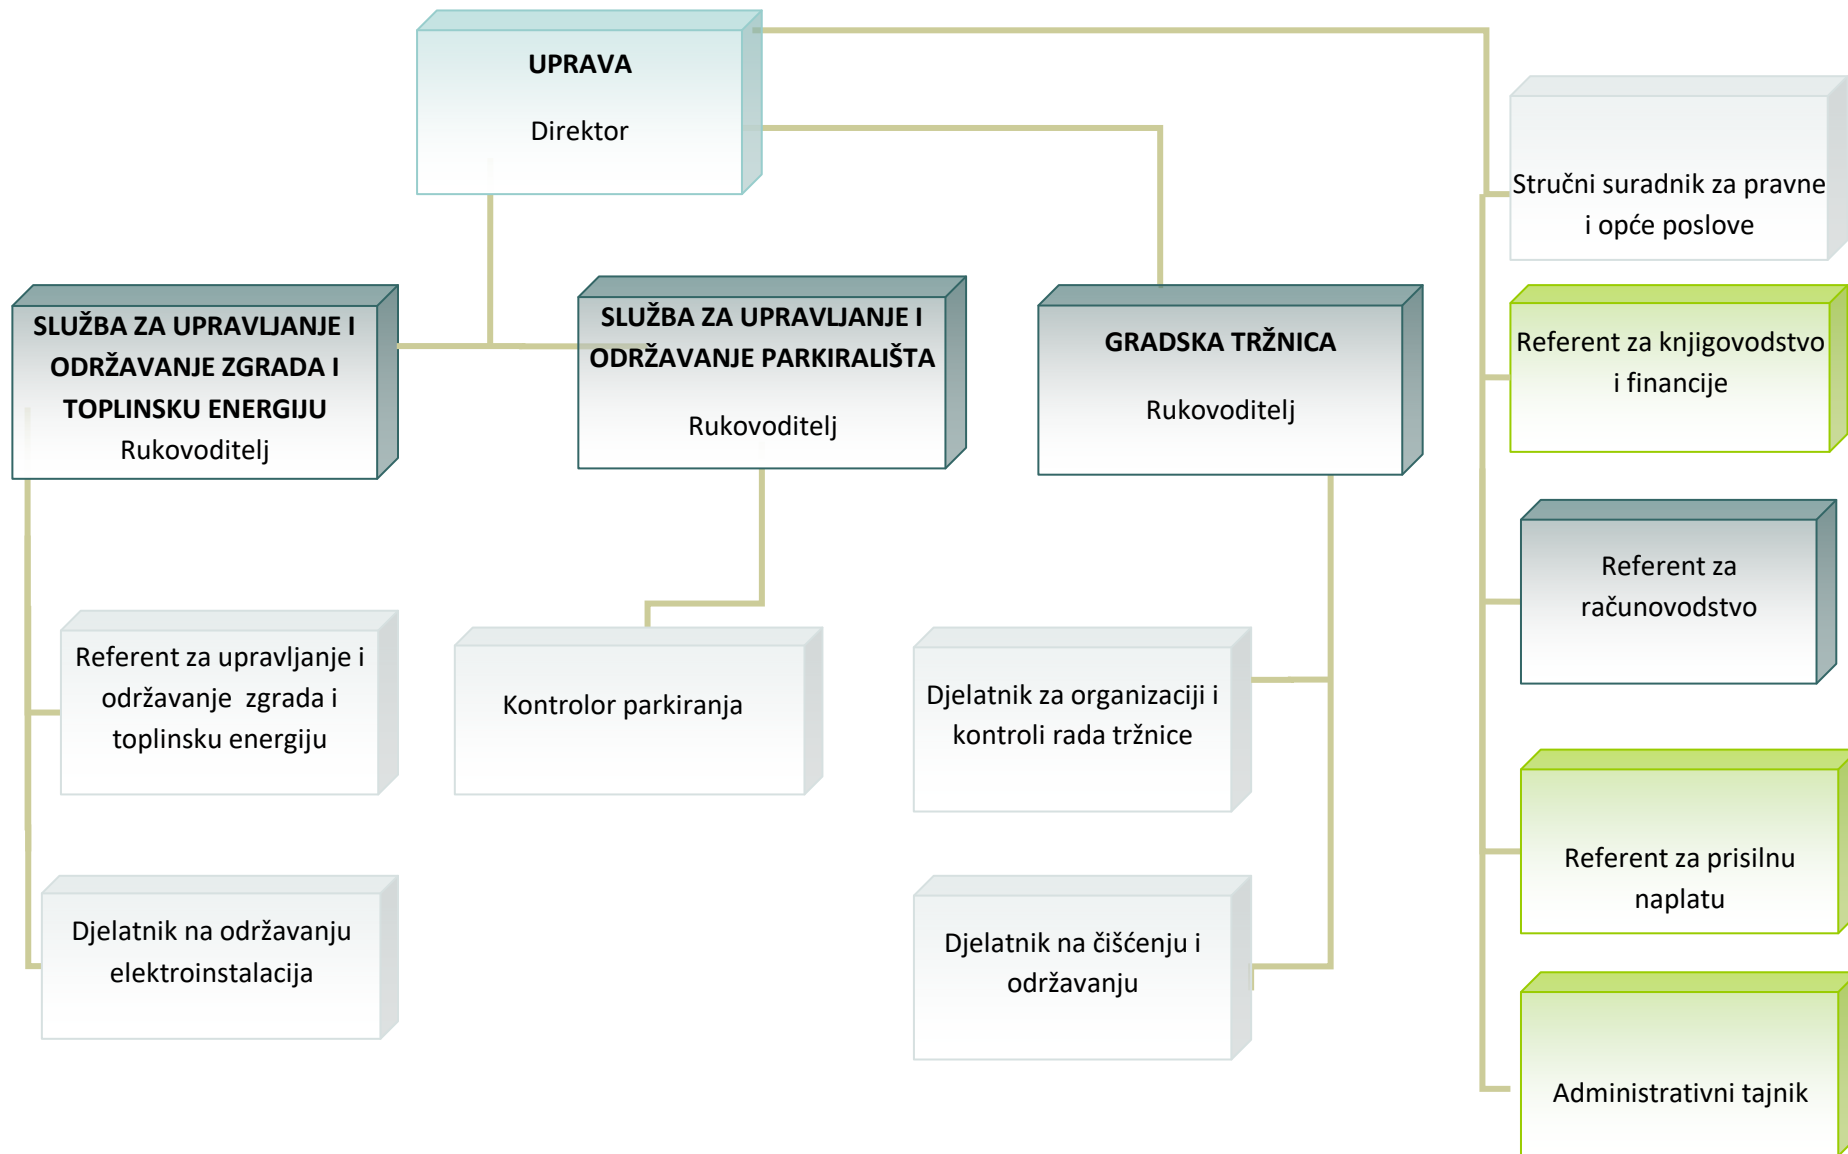 UPRAVA
Direktor
SLUŽBA ZA UPRAVLJANJE I
ODRŽAVANJE ZGRADA I
TOPLINSKU ENERGIJU
Rukovoditelj
SLUŽBA ZA UPRAVLJANJE I
ODRŽAVANJE PARKIRALIŠTA
Rukovoditelj
GRADSKA TRŽNICA
Rukovoditelj
Referent za upravljanje i
održavanje  zgrada i
toplinsku energiju
Djelatnik na održavanju
elektroinstalacija
Kontrolor parkiranja
Djelatnik za organizaciji i
kontroli rada tržnice
Djelatnik na čišćenju i
održavanju
Stručni suradnik za pravne
i opće poslove
Referent za knjigovodstvo
i financije
Referent za
računovodstvo
Referent za prisilnu
naplatu
Administrativni tajnik